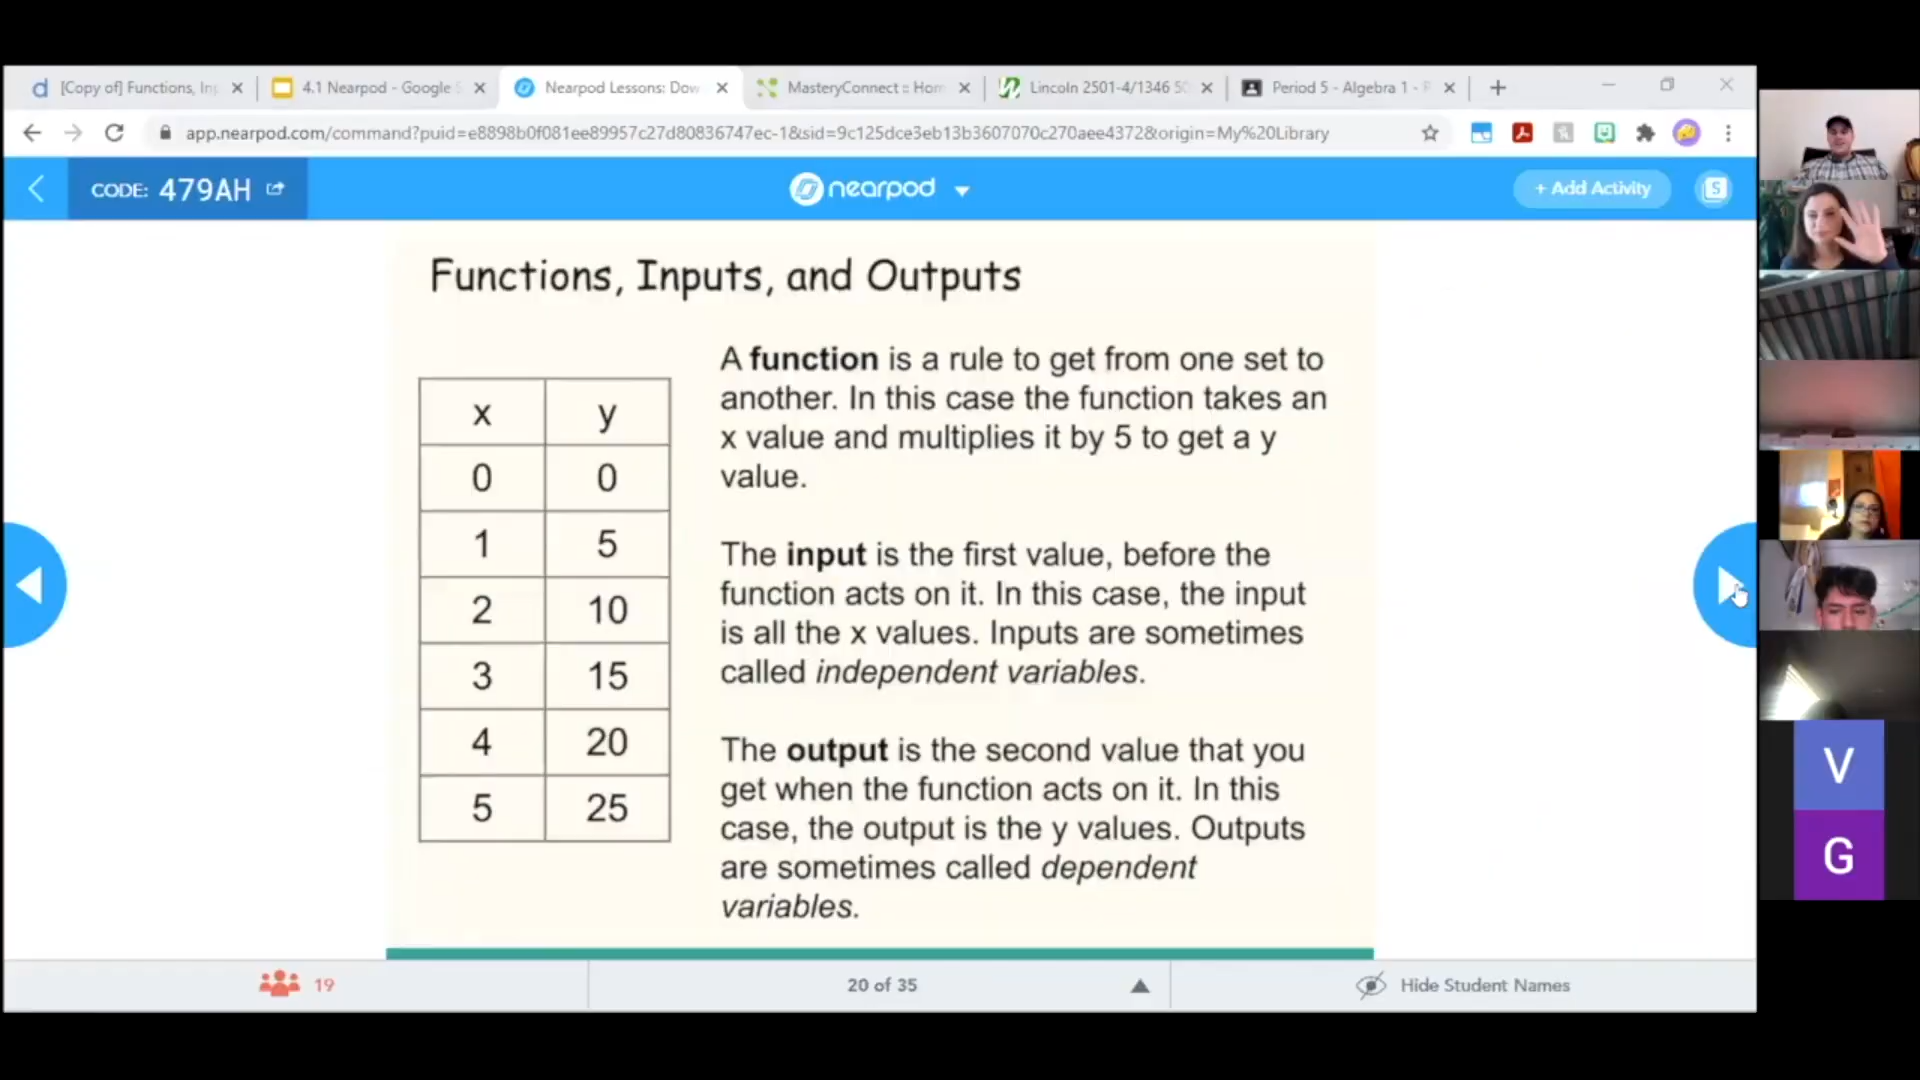 [Copy of] Functions, In
4.1 Nearpod - Google S
Nearpod Lessons: Dow
MasteryConnect :: Hom
Lincoln 2501-4/1346 50
Period 5 - Algebra 1 -
app.nearpod.com/command?puid=e8898b0f081ee89957c27d80836747ec-1&sid=9c125dce3eb13b3607070c270aee4372&origin=My%20Library
CODE: 479AH
nearpod
+ Add Activity
S
Functions, Inputs, and Outputs
x y
0 0
1 5
2 10
3 15
4 20
5 25
A function is a rule to get from one set to
another. In this case the function takes an
x value and multiplies it by 5 to get a y
value.
The input is the first value, before the
function acts on it. In this case, the input
is all the x values. Inputs are sometimes
called independent variables.
The output is the second value that you
get when the function acts on it. In this
case, the output is the y values. Outputs
are sometimes called dependent
variables.
19
20 of 35
Hide Student Names
V
G